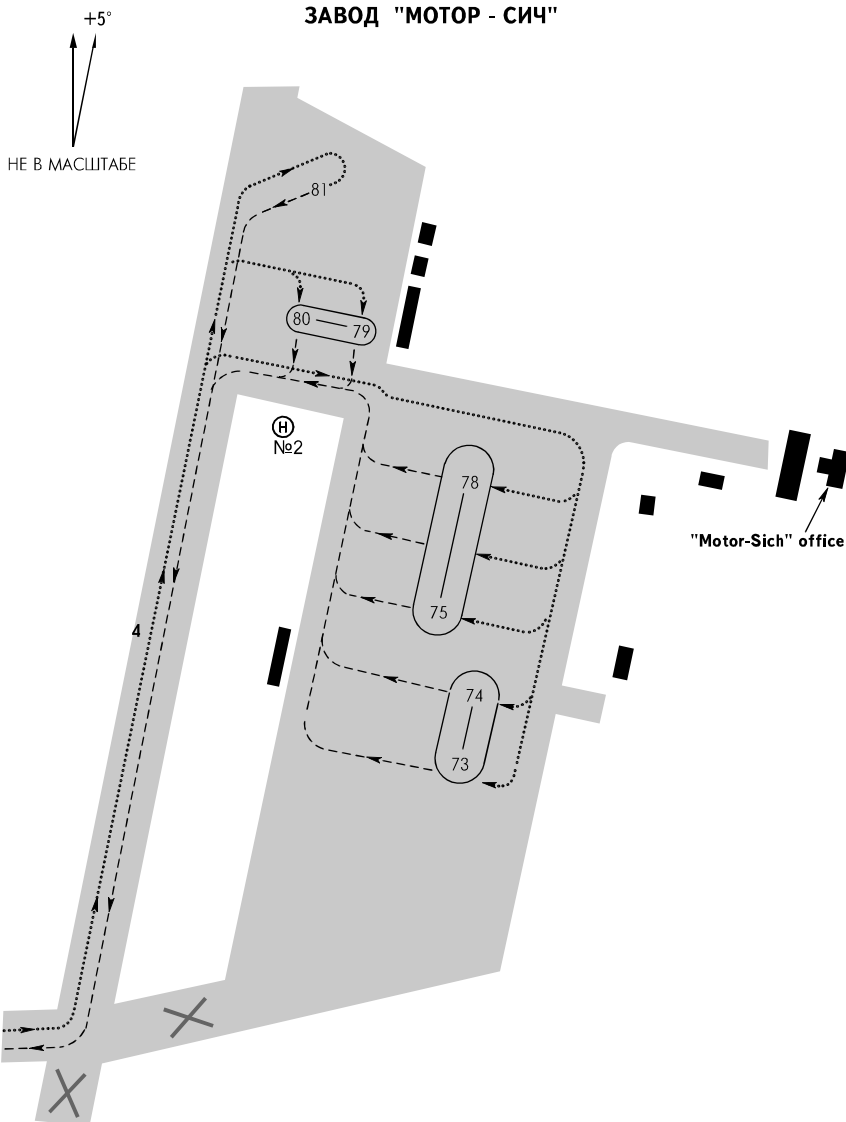 ЗАВОД "МОТОР - СИЧ"
+5°
НЕ В МАСШТАБЕ
81
80
79
H
№2
78
"Motor-Sich" office
75
4
74
73